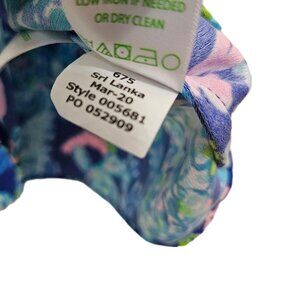 LOW IRON IF NEEDED
OR DRY CLEAN
675
Sri Lanka
Mar-20
Style 005681
PO 052909